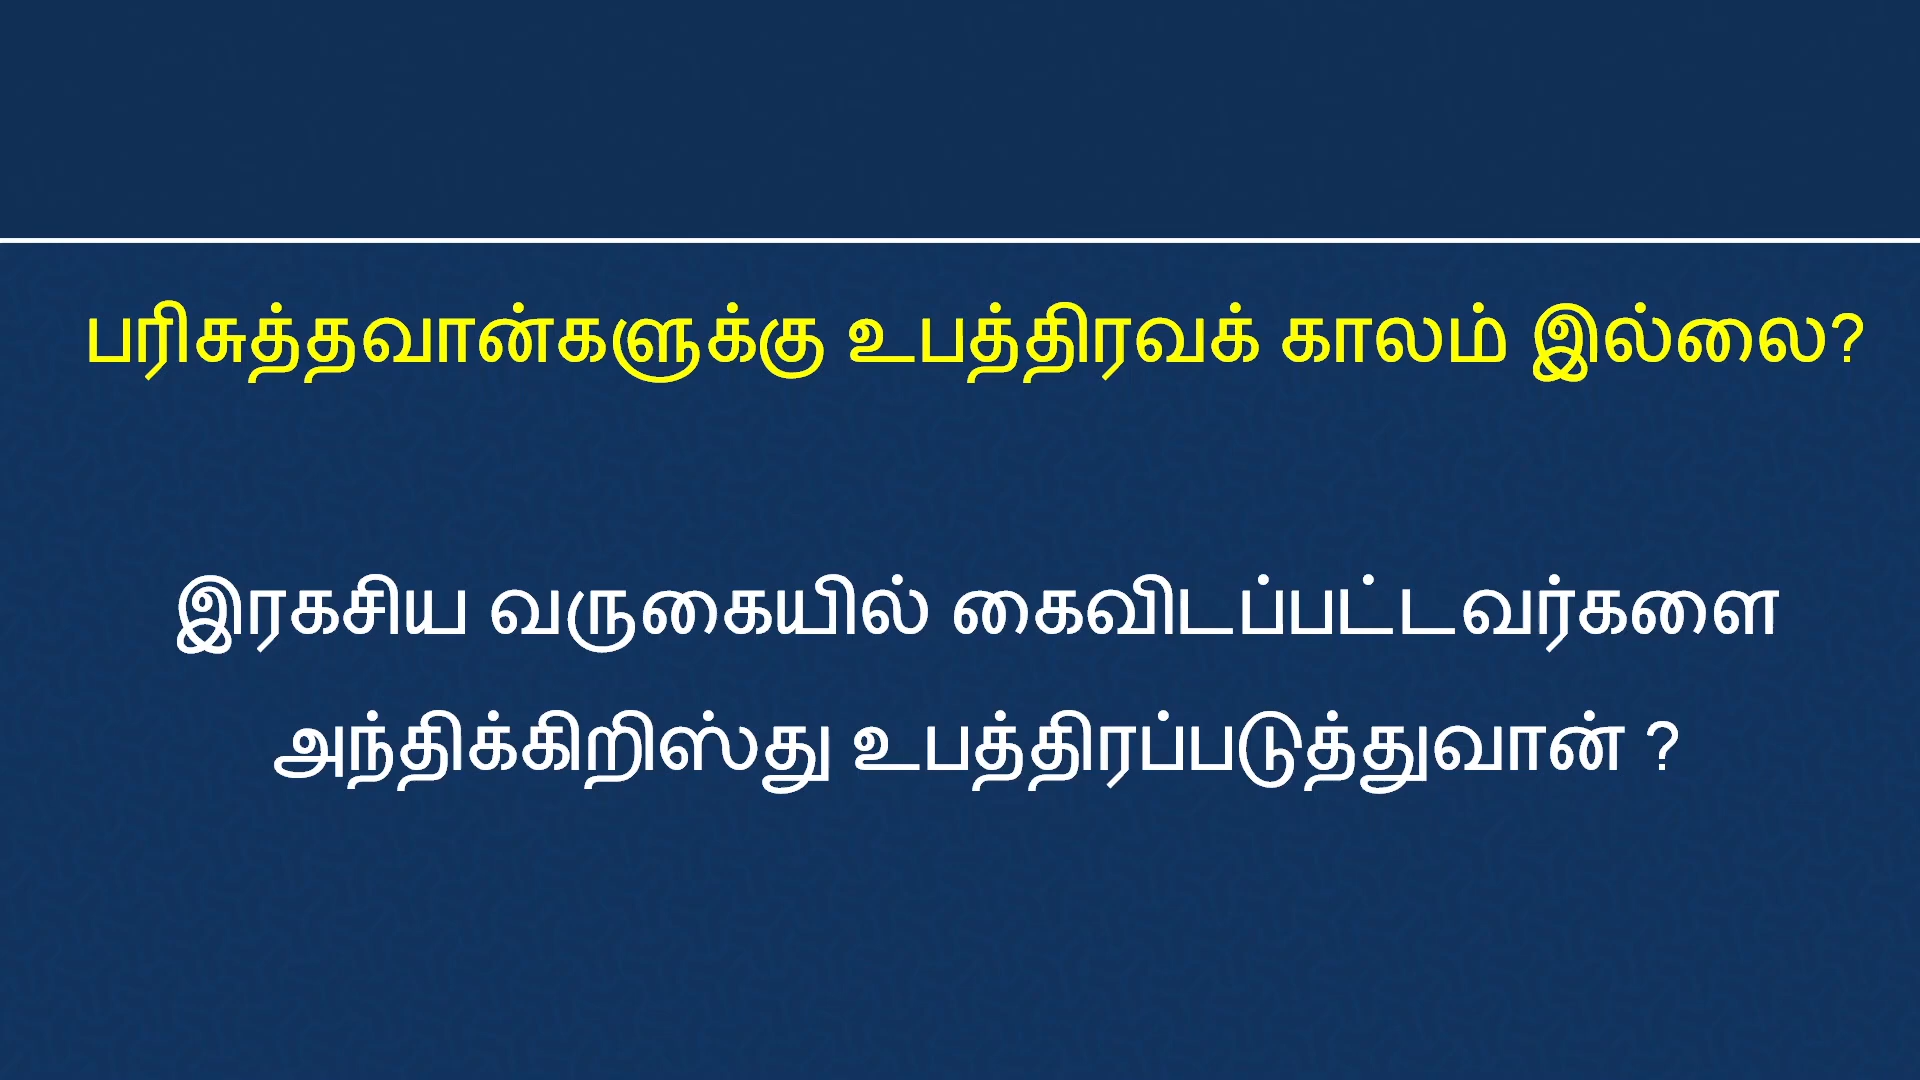 பரிசுத்தவான்களுக்கு உபத்திரவக் காலம் இல்லை?
இரகசிய வருகையில் கைவிடப்பட்டவர்களை
அந்திக்கிறிஸ்து உபத்திரப்படுத்துவான் ?